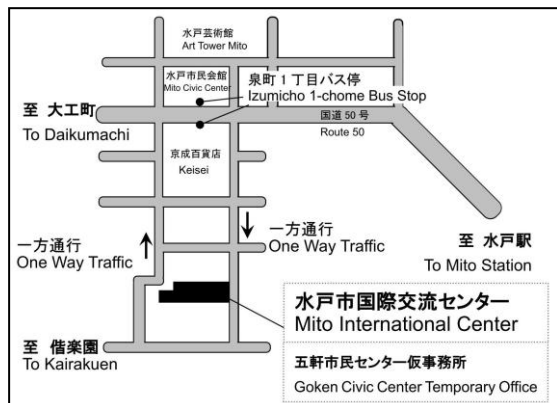 水戸芸術館
Art Tower Mito
水戸市民会館
Mito Civic Center
泉町1丁目バス停
Izumicho 1-chome Bus Stop
至 大工町
To Daikumachi
国道50号
Route 50
京成百貨店
Keisei
一方通行
One Way Traffic
一方通行
One Way Traffic
至 水戸駅
To Mito Station
水戸市国際交流センター
Mito International Center
五軒市民センター仮事務所
Goken Civic Center Temporary Office
至 偕楽園
To Kairakuen